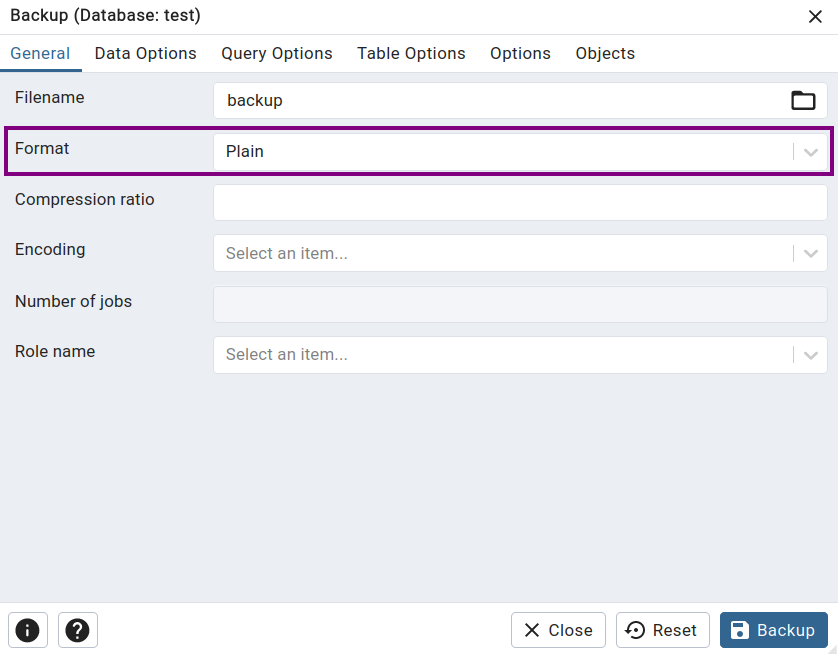 Backup (Database: test)
General Data Options Query Options Table Options Options Objects
Filename backup
Format Plain
Compression ratio
Encoding Select an item...
Number of jobs
Role name Select an item...
Close Reset Backup